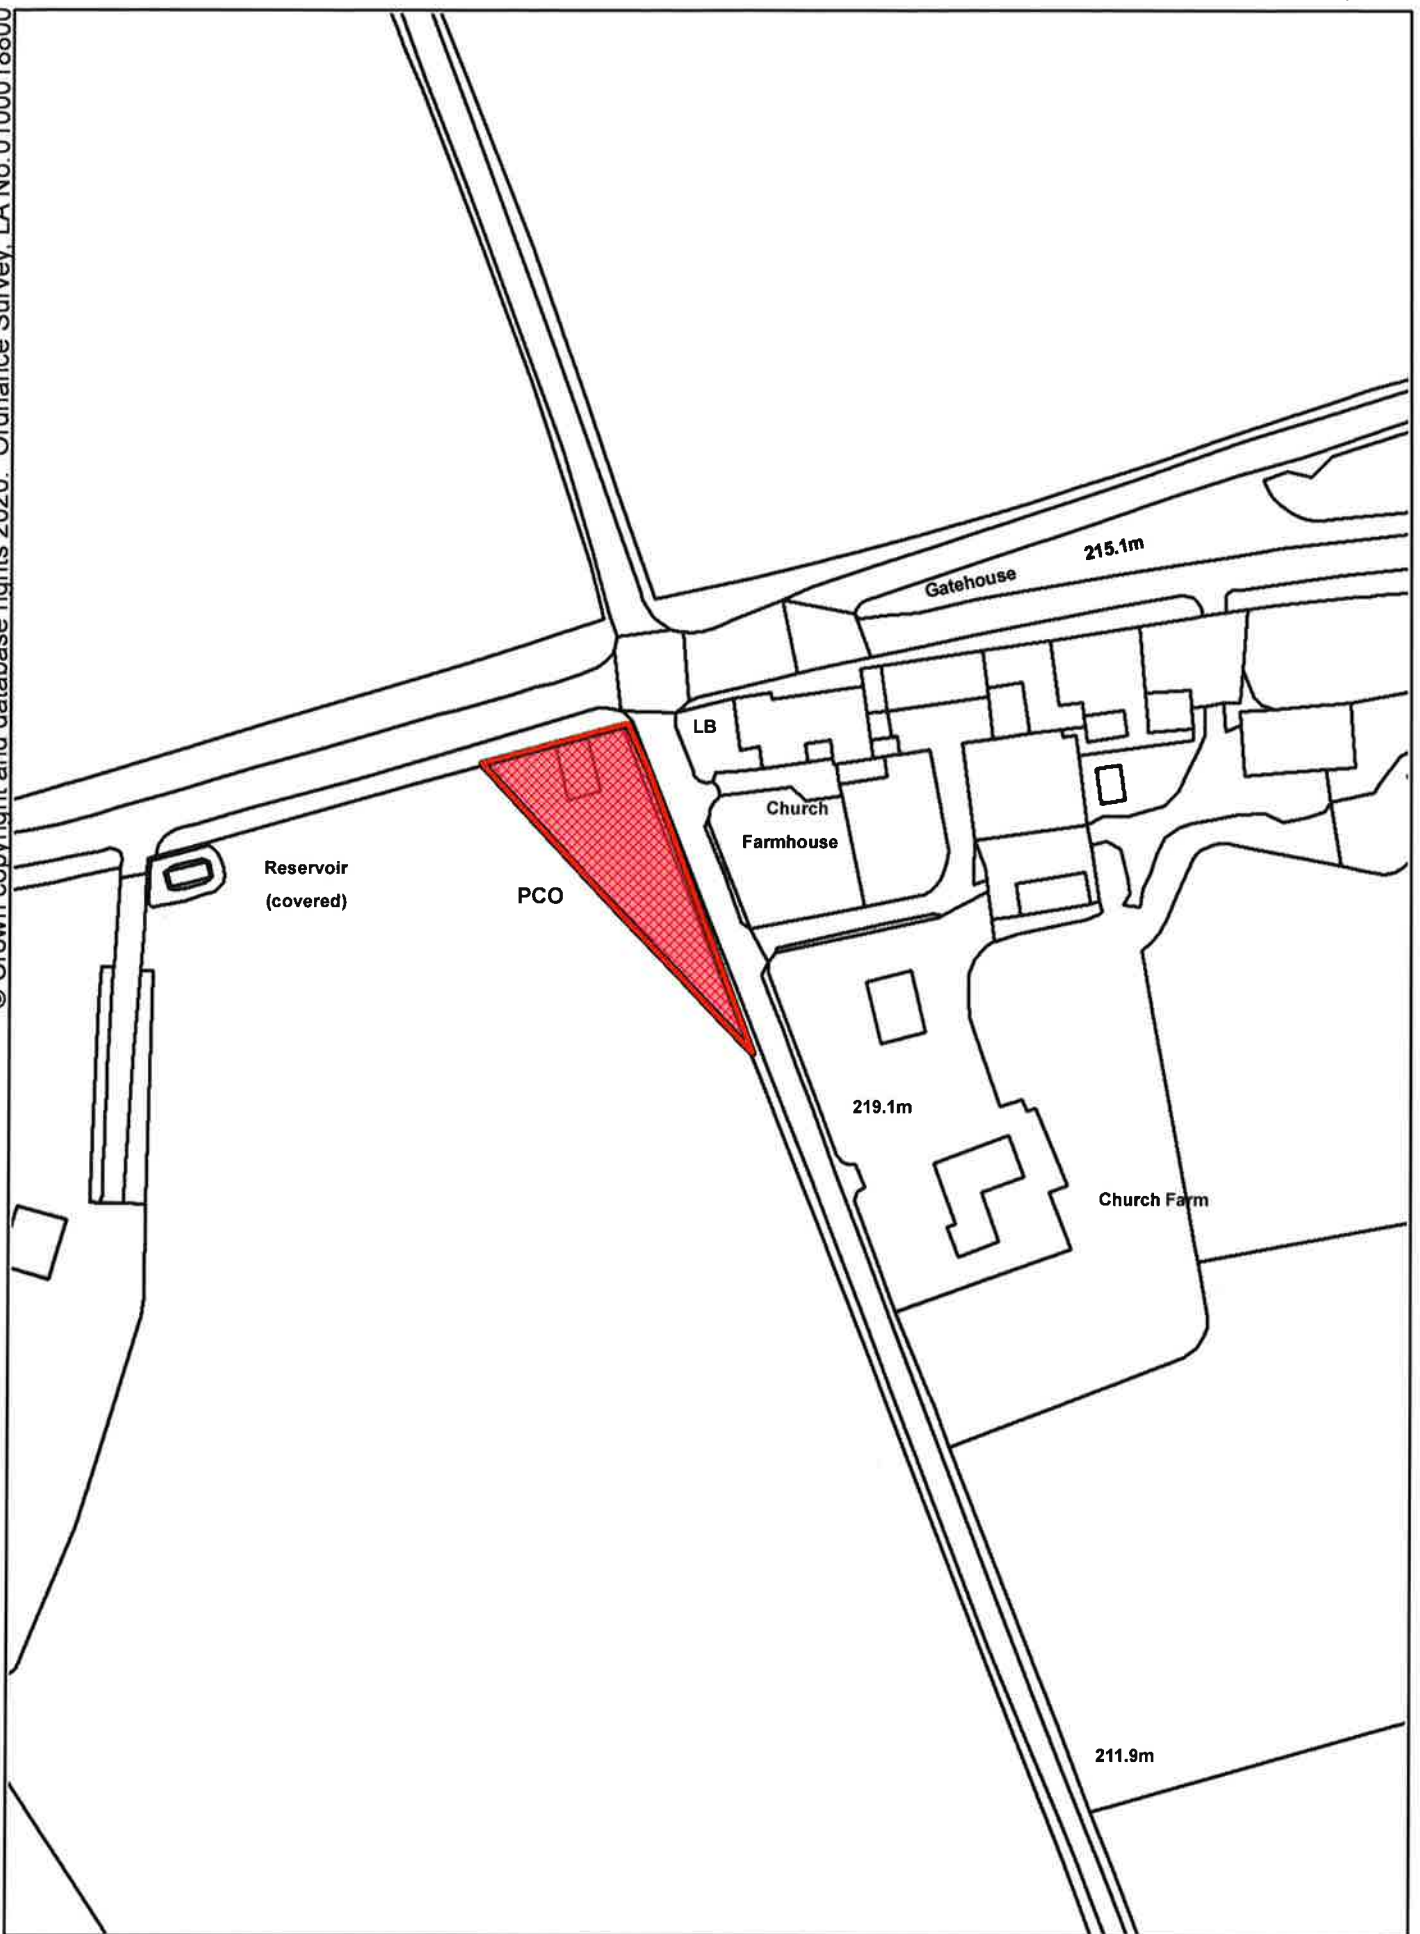 © Crown copyright and database rights 2020. Ordnance Survey, LA No.0100018800
215.1m
Gatehouse
LB
Church
Farmhouse
Reservoir
(covered)
PCO
219.1m
Church Farm
211.9m